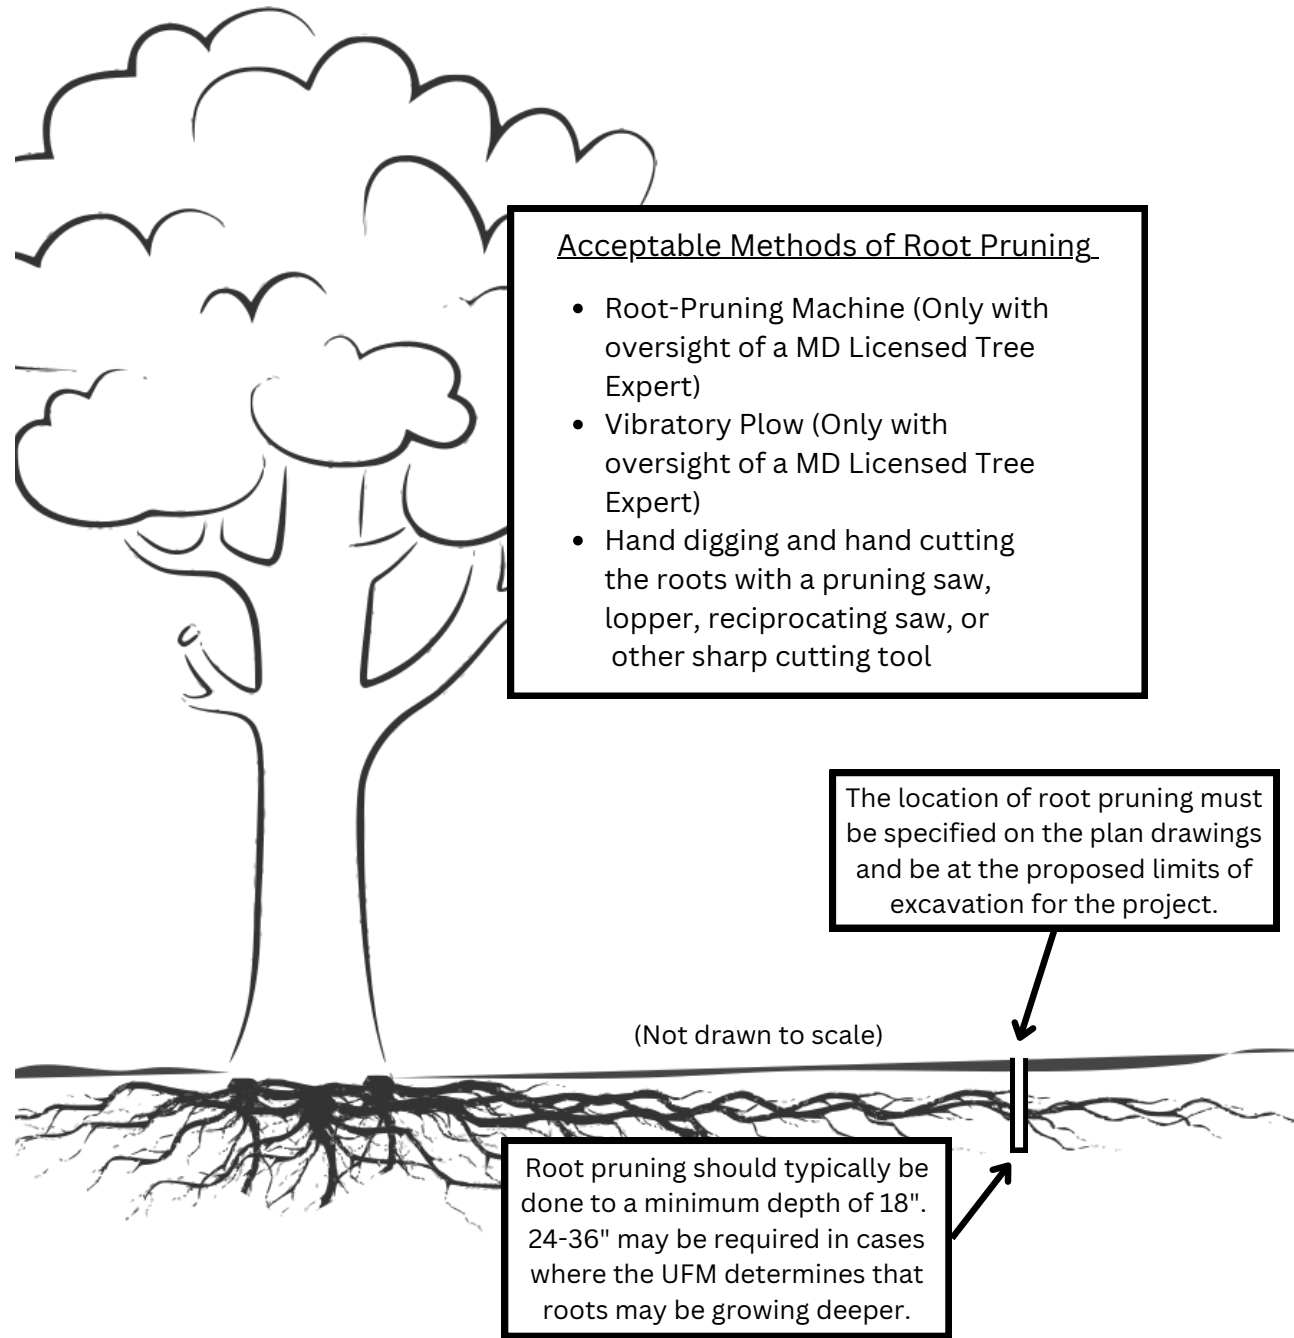 Acceptable Methods of Root Pruning
• Root-Pruning Machine (Only with
oversight of a MD Licensed Tree
Expert)
• Vibratory Plow (Only with
oversight of a MD Licensed Tree
Expert)
• Hand digging and hand cutting
the roots with a pruning saw,
lopper, reciprocating saw, or
other sharp cutting tool
The location of root pruning must
be specified on the plan drawings
and be at the proposed limits of
excavation for the project.
(Not drawn to scale)
Root pruning should typically be
done to a minimum depth of 18".
24-36" may be required in cases
where the UFM determines that
roots may be growing deeper.